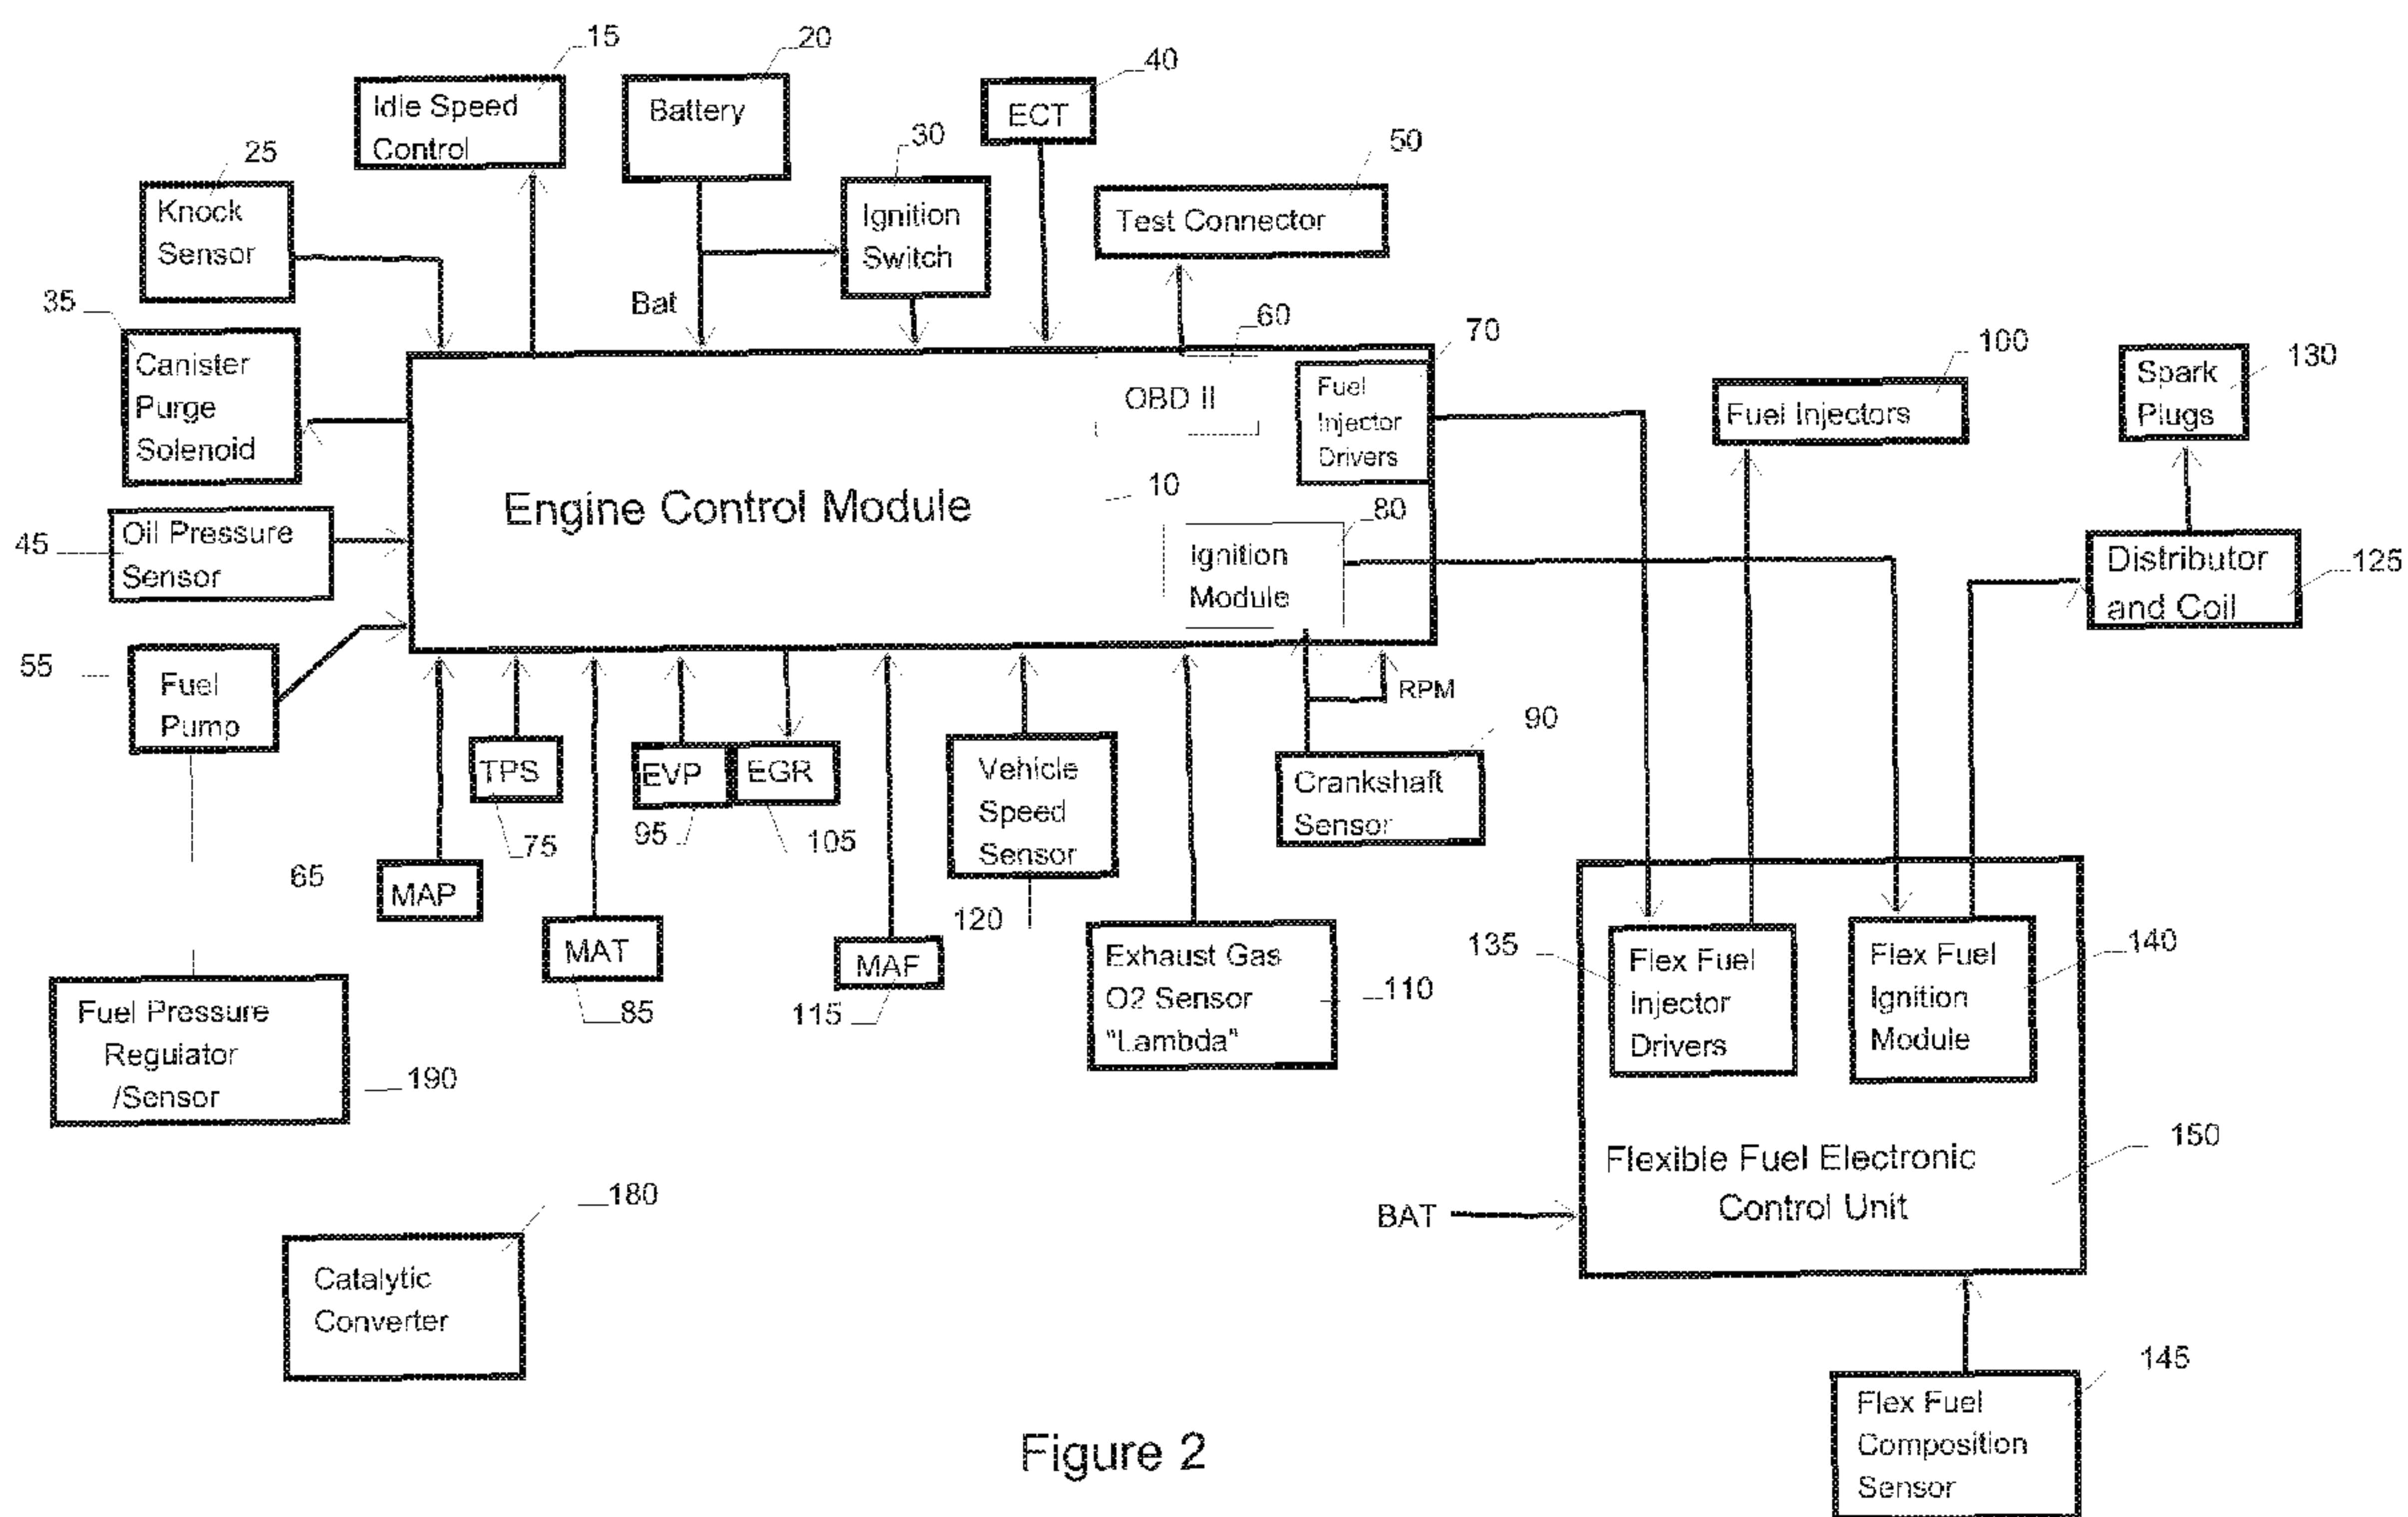 15
20
40
Idle Speed
Control
Battery
ECT
30
50
25
Knock
Sensor
Ignition
Switch
Test Connector
35
Bat
60
70
100
130
Canister
Purge
Solenoid
OBD II
Fuel
Injector
Drivers
Fuel Injectors
Spark
Plugs
Engine Control Module
10
80
45
Oil Pressure
Sensor
Ignition
Module
Distributor
and Coil
125
55
Fuel
Pump
RPM
90
TPS
75
EVP
95
EGR
105
Vehicle
Speed
Sensor
120
Crankshaft
Sensor
65
MAP
MAT
85
MAF
115
Exhaust Gas
O2 Sensor
"Lambda"
110
135
Flex Fuel
Injector
Drivers
Flex Fuel
Ignition
Module
140
Fuel Pressure
Regulator
/Sensor
190
Flexible Fuel Electronic
Control Unit
150
180
BAT
Catalytic
Converter
145
Flex Fuel
Composition
Sensor
Figure 2